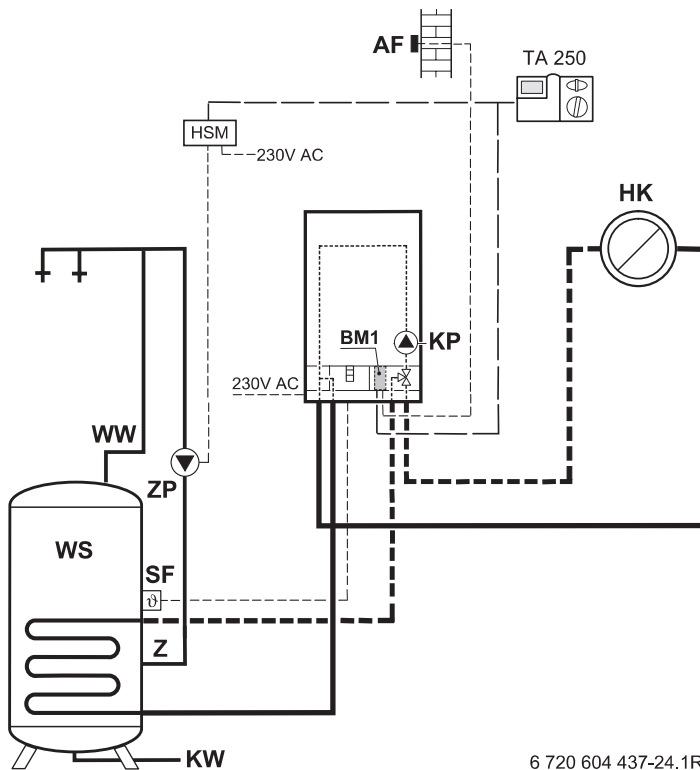 AF
TA 250
HSM
230V AC
HK
BM1
KP
230V AC
WW
ZP
WS
SF
ϑ
Z
KW
6 720 604 437-24.1R